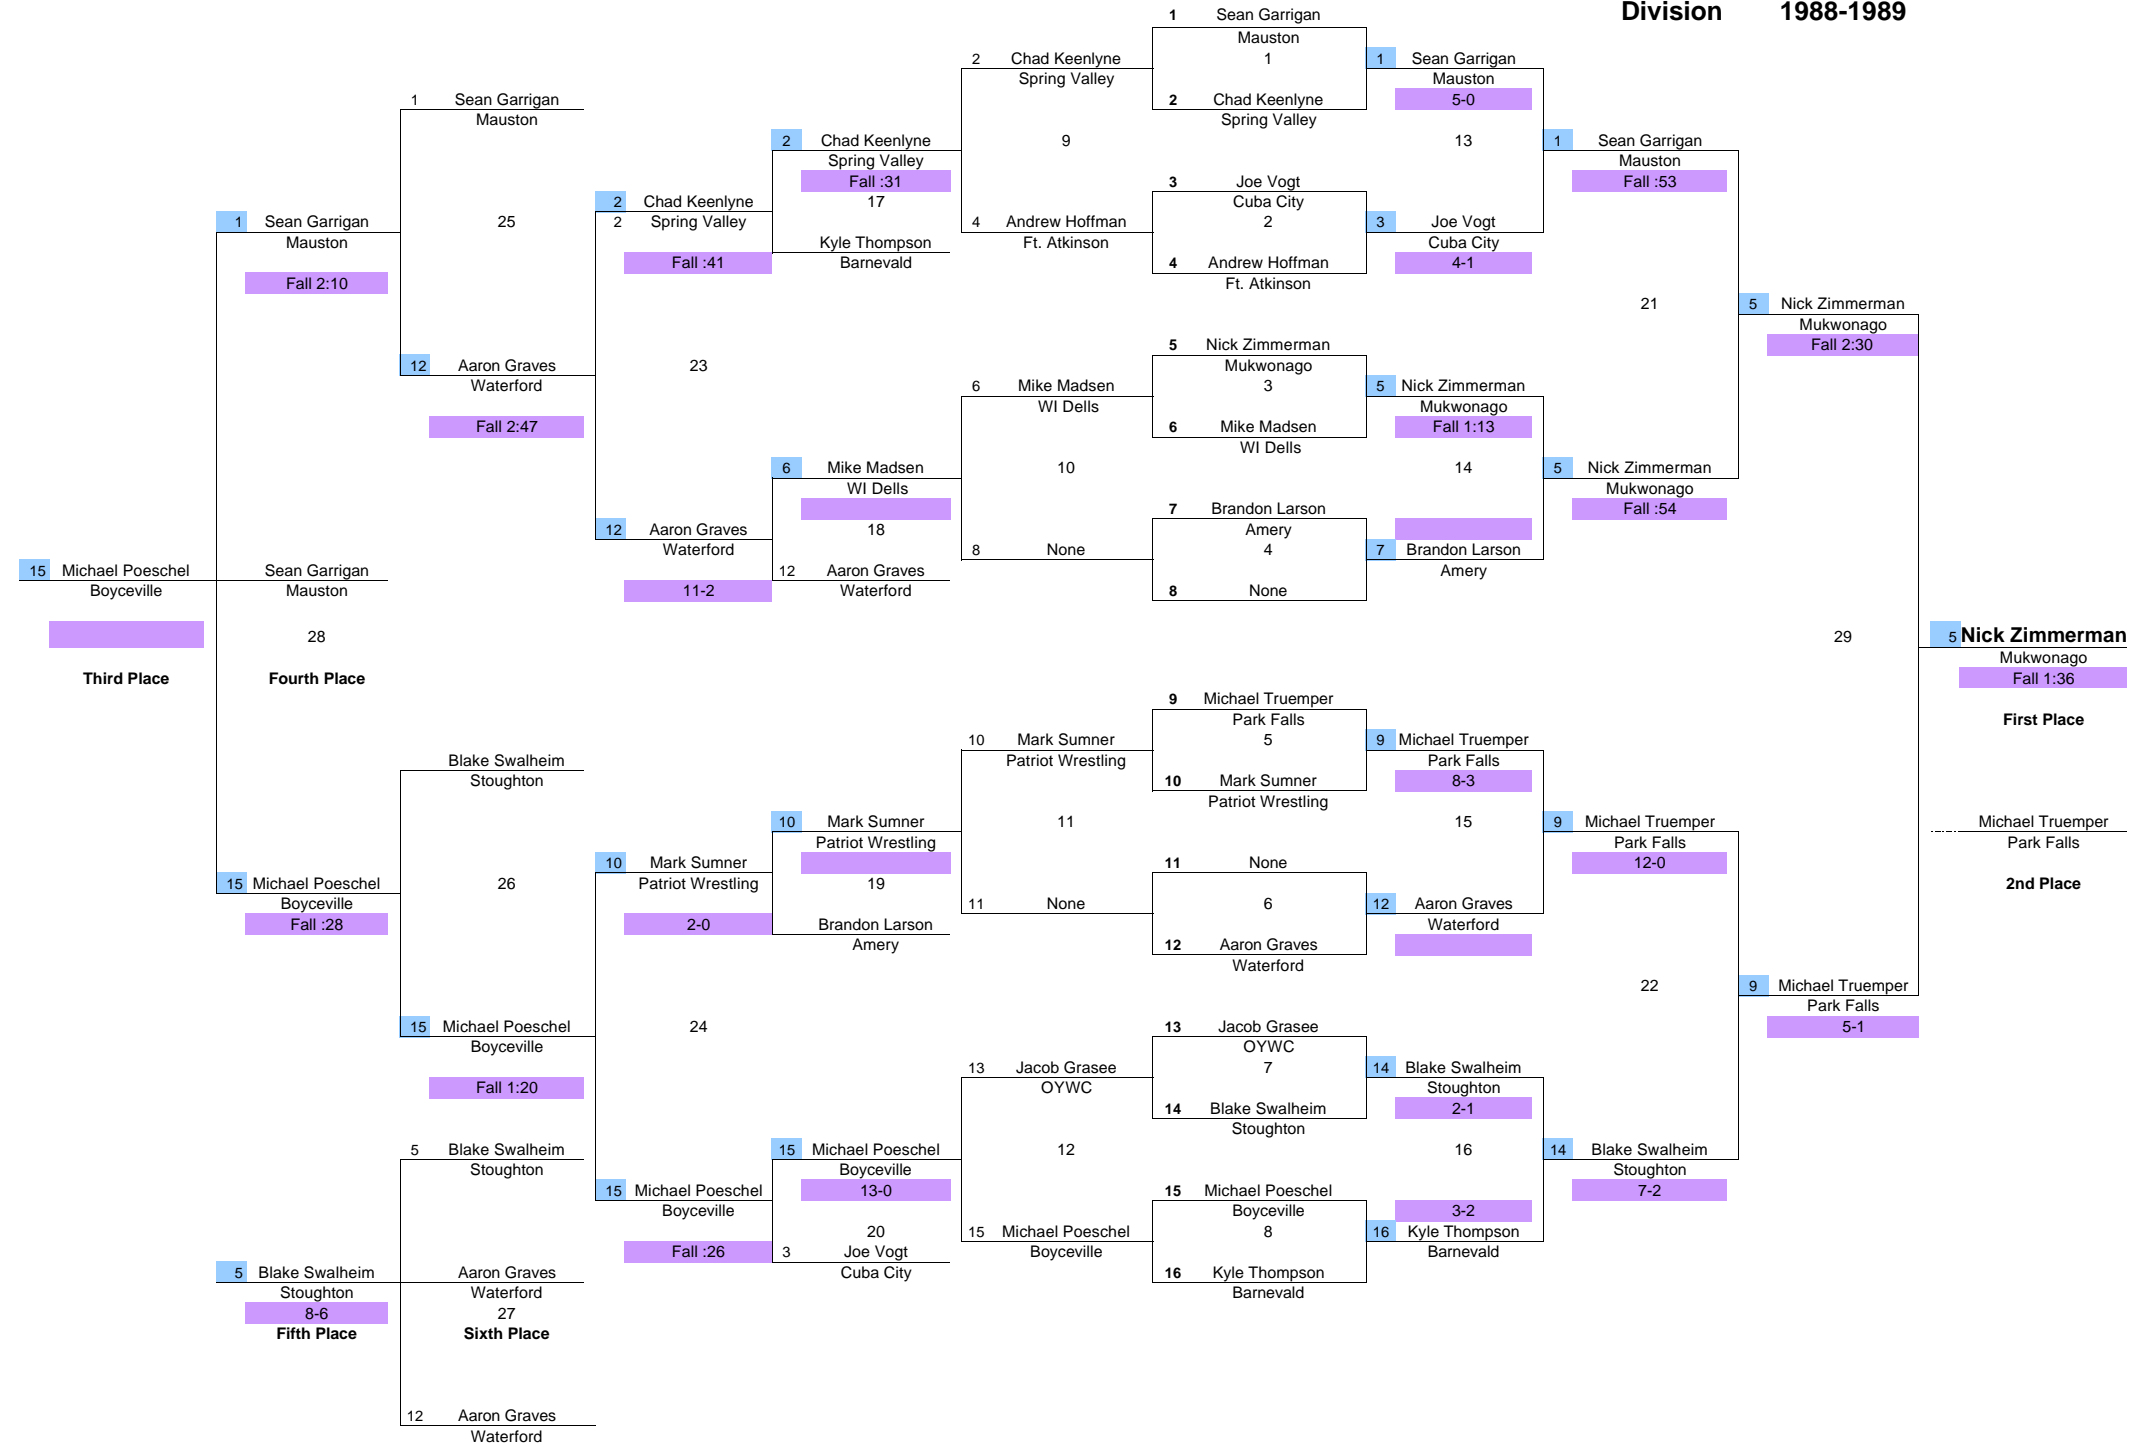 Division 1988-1989
1 Sean Garrigan
Mauston
2 Chad Keenlyne 1 1 Sean Garrigan
Spring Valley Mauston
1 Sean Garrigan 2 Chad Keenlyne 5-0
Mauston Spring Valley
2 Chad Keenlyne 9 13 1 Sean Garrigan
Spring Valley Mauston
Fall :31 3 Joe Vogt Fall :53
2 Chad Keenlyne 17 Cuba City
1 Sean Garrigan 25 2 Spring Valley 4 Andrew Hoffman 2 3 Joe Vogt
Mauston Kyle Thompson Ft. Atkinson Cuba City
Fall :41 Barnevald 4 Andrew Hoffman 4-1
Fall 2:10 Ft. Atkinson
21 5 Nick Zimmerman
Mukwonago
5 Nick Zimmerman Fall 2:30
12 Aaron Graves 23 Mukwonago
Waterford 6 Mike Madsen 3 5 Nick Zimmerman
WI Dells Mukwonago
Fall 2:47 6 Mike Madsen Fall 1:13
WI Dells
6 Mike Madsen 10 14 5 Nick Zimmerman
WI Dells Mukwonago
7 Brandon Larson Fall :54
12 Aaron Graves 18 Amery
Waterford 8 None 4 7 Brandon Larson
15 Michael Poeschel Sean Garrigan 12 Aaron Graves Amery
Boyceville Mauston 11-2 Waterford 8 None
28 29 5 Nick Zimmerman
Mukwonago
Third Place Fourth Place Fall 1:36
9 Michael Truemper
Park Falls First Place
10 Mark Sumner 5 9 Michael Truemper
Blake Swalheim Patriot Wrestling Park Falls
Stoughton 10 Mark Sumner 8-3
Patriot Wrestling
10 Mark Sumner 11 15 9 Michael Truemper Michael Truemper
Patriot Wrestling Park Falls Park Falls
10 Mark Sumner 11 None 12-0
15 Michael Poeschel 26 Patriot Wrestling 19 2nd Place
Boyceville 11 None 6 12 Aaron Graves
Fall :28 2-0 Brandon Larson Waterford
Amery 12 Aaron Graves
Waterford
22 9 Michael Truemper
Park Falls
15 Michael Poeschel 24 13 Jacob Grasee 5-1
Boyceville OYWC
13 Jacob Grasee 7 14 Blake Swalheim
Fall 1:20 OYWC Stoughton
14 Blake Swalheim 2-1
Stoughton
5 Blake Swalheim 15 Michael Poeschel 12 16 14 Blake Swalheim
Stoughton Boyceville Stoughton
15 Michael Poeschel 13-0 15 Michael Poeschel 7-2
Boyceville Boyceville 3-2
20 15 Michael Poeschel 8 16 Kyle Thompson
Fall :26 3 Joe Vogt Boyceville Barnevald
5 Blake Swalheim Aaron Graves Cuba City 16 Kyle Thompson
Stoughton Waterford Barnevald
8-6 27
Fifth Place Sixth Place
12 Aaron Graves
Waterford